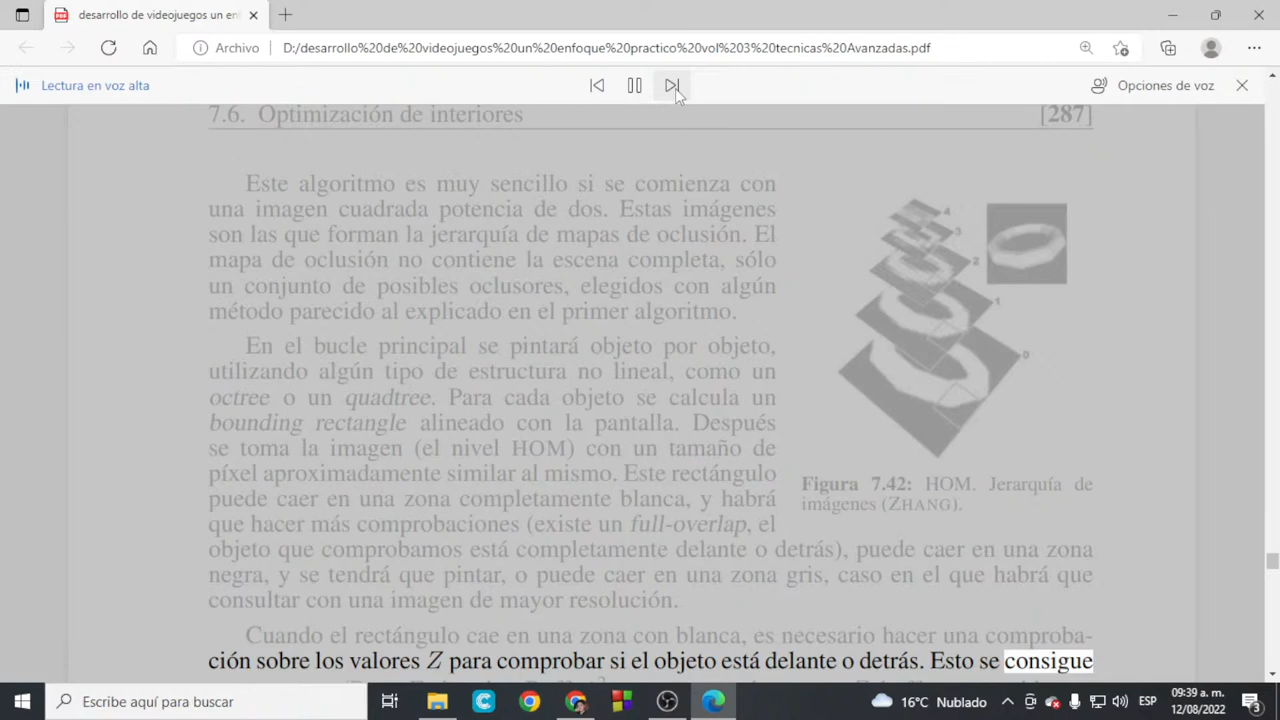 desarrollo de videojuegos un en
Archivo
D:/desarrollo%20de%20videojuegos%20un%20enfoque%20practico%20vol%203%20tecnicas%20Avanzadas.pdf
Lectura en voz alta
Opciones de voz
7.6. Optimización de interiores
[287]
Este algoritmo es muy sencillo si se comienza con
una imagen cuadrada potencia de dos. Estas imágenes
son las que forman la jerarquía de mapas de oclusión. El
mapa de oclusión no contiene la escena completa, sólo
un conjunto de posibles oclusores, elegidos con algún
método parecido al explicado en el primer algoritmo.
En el bucle principal se pintará objeto por objeto,
utilizando algún tipo de estructura no lineal, como un
octree o un quadtree. Para cada objeto se calcula un
bounding rectangle alineado con la pantalla. Después
se toma la imagen (el nivel HOM) con un tamaño de
píxel aproximadamente similar al mismo. Este rectángulo
puede caer en una zona completamente blanca, y habrá
que hacer más comprobaciones (existe un full-overlap, el
objeto que comprobamos está completamente delante o detrás), puede caer en una zona
negra, y se tendrá que pintar, o puede caer en una zona gris, caso en el que habrá que
consultar con una imagen de mayor resolución.
4
3
2
1
0
Figura 7.42: HOM. Jerarquía de
imágenes (ZHANG).
Cuando el rectángulo cae en una zona con blanca, es necesario hacer una comproba-
ción sobre los valores Z para comprobar si el objeto está delante o detrás. Esto se consigue
Escribe aquí para buscar
16°C Nublado
ESP
09:39 a. m.
12/08/2022
3